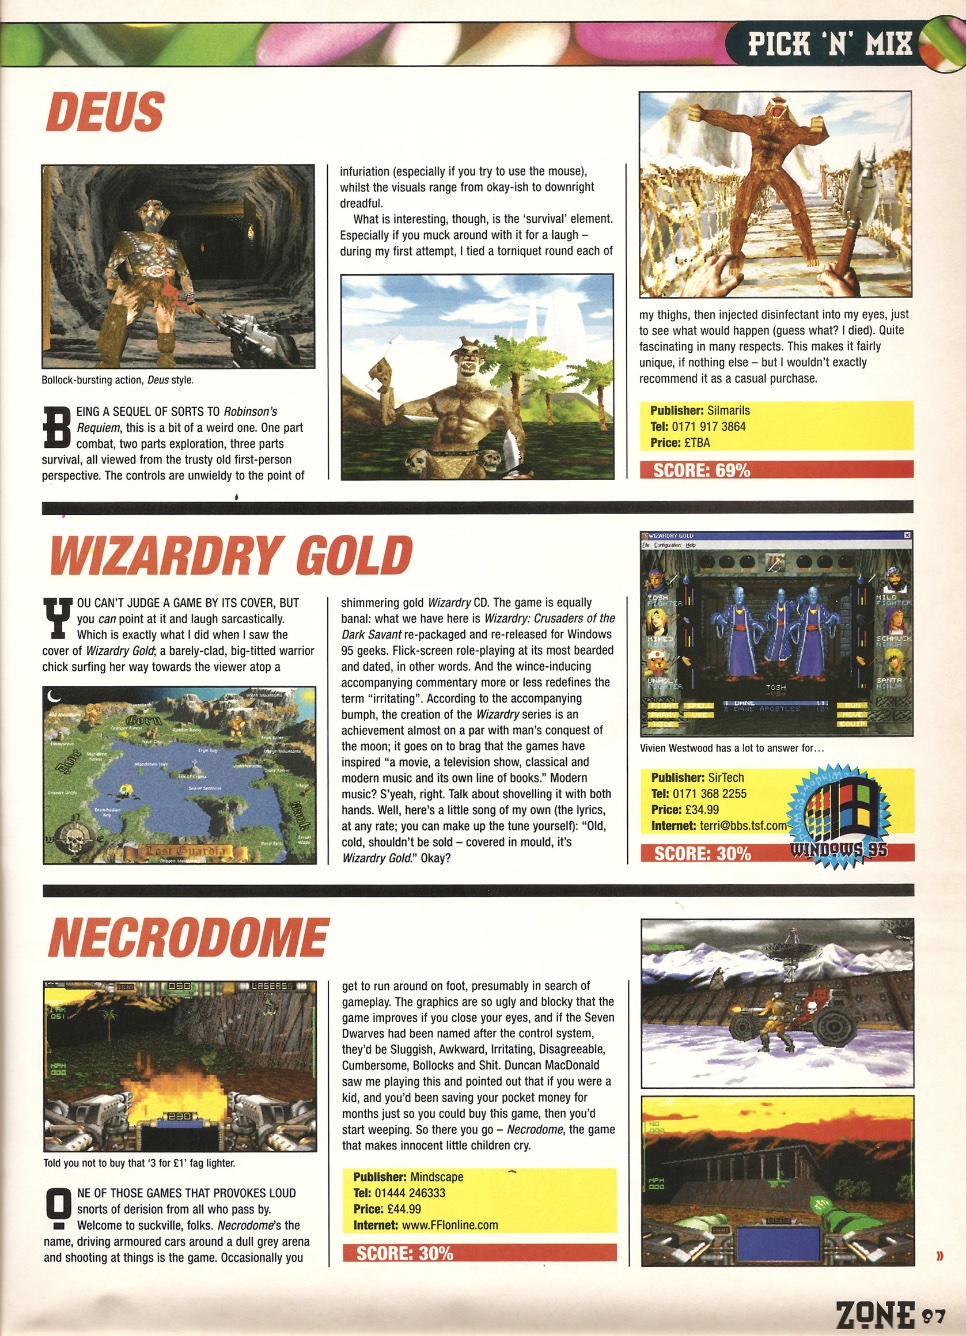 PICK 'N' MIX
DEUS
Bollock-bursting action, Deus style.
BEING A SEQUEL OF SORTS TO Robinson's
Requiem, this is a bit of a weird one. One part
combat, two parts exploration, three parts
survival, all viewed from the trusty old first-person
perspective. The controls are unwieldy to the point of
infuriation (especially if you try to use the mouse),
whilst the visuals range from okay-ish to downright
dreadful.
What is interesting, though, is the 'survival' element.
Especially if you muck around with it for a laugh –
during my first attempt, I tied a torniquet round each of
my thighs, then injected disinfectant into my eyes, just
to see what would happen (guess what? I died). Quite
fascinating in many respects. This makes it fairly
unique, if nothing else – but I wouldn't exactly
recommend it as a casual purchase.
Publisher: Silmarils
Tel: 0171 917 3864
Price: £TBA
SCORE: 69%
WIZARDRY GOLD
YOU CAN'T JUDGE A GAME BY ITS COVER, BUT
you can point at it and laugh sarcastically.
Which is exactly what I did when I saw the
cover of Wizardry Gold; a barely-clad, big-titted warrior
chick surfing her way towards the viewer atop a
Lost Guardia
shimmering gold Wizardry CD. The game is equally
banal: what we have here is Wizardry: Crusaders of the
Dark Savant re-packaged and re-released for Windows
95 geeks. Flick-screen role-playing at its most bearded
and dated, in other words. And the wince-inducing
accompanying commentary more or less redefines the
term "irritating". According to the accompanying
bumph, the creation of the Wizardry series is an
achievement almost on a par with man's conquest of
the moon; it goes on to brag that the games have
inspired "a movie, a television show, classical and
modern music and its own line of books." Modern
music? S'yeah, right. Talk about shovelling it with both
hands. Well, here's a little song of my own (the lyrics,
at any rate; you can make up the tune yourself): "Old,
cold, shouldn't be sold – covered in mould, it's
Wizardry Gold." Okay?
WIZARDRY GOLD
File Configuration Help
TOSH
FIGHTER
MILO
FIGHTER
NINJA
SCHMUCK
NINJA
UNHOLY
FIGHTER
SANTA
NINJA
TOSH
Vivien Westwood has a lot to answer for…
Publisher: SirTech
Tel: 0171 368 2255
Price: £34.99
Internet: terri@bbs.tsf.com
SCORE: 30%
WINDOWS 95
NECRODOME
LASERS
Told you not to buy that '3 for £1' fag lighter.
ONE OF THOSE GAMES THAT PROVOKES LOUD
snorts of derision from all who pass by.
Welcome to suckville, folks. Necrodome's the
name, driving armoured cars around a dull grey arena
and shooting at things is the game. Occasionally you
get to run around on foot, presumably in search of
gameplay. The graphics are so ugly and blocky that the
game improves if you close your eyes, and if the Seven
Dwarves had been named after the control system,
they'd be Sluggish, Awkward, Irritating, Disagreeable,
Cumbersome, Bollocks and Shit. Duncan MacDonald
saw me playing this and pointed out that if you were a
kid, and you'd been saving your pocket money for
months just so you could buy this game, then you'd
start weeping. So there you go – Necrodome, the game
that makes innocent little children cry.
Publisher: Mindscape
Tel: 01444 246333
Price: £44.99
Internet: www.FFIonline.com
SCORE: 30%
»
ZONE 97